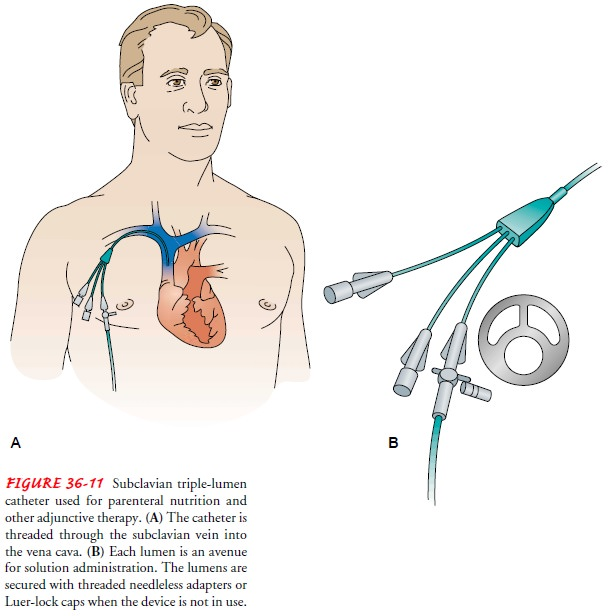 A
B
FIGURE 36-11 Subclavian triple-lumen
catheter used for parenteral nutrition and
other adjunctive therapy. (A) The catheter is
threaded through the subclavian vein into
the vena cava. (B) Each lumen is an avenue
for solution administration. The lumens are
secured with threaded needleless adapters or
Luer-lock caps when the device is not in use.